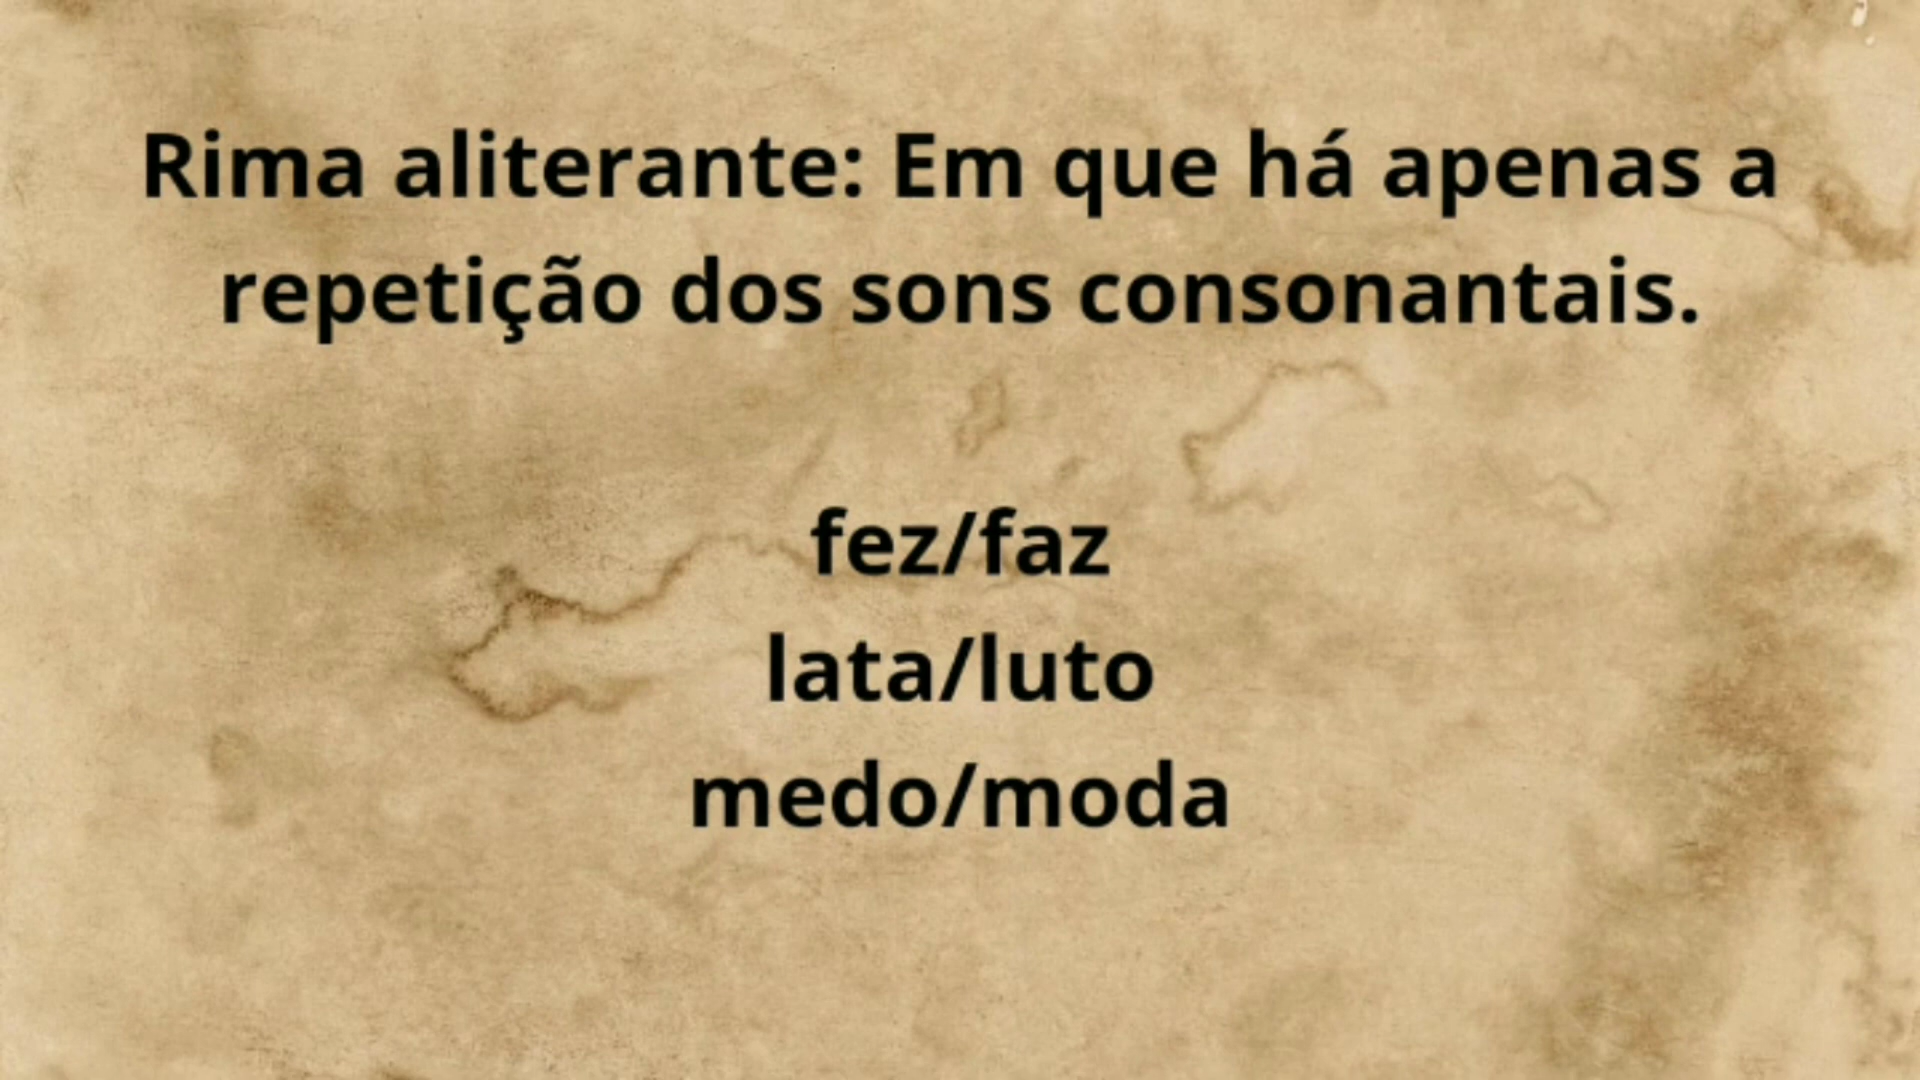 Rima aliterante: Em que há apenas a
repetição dos sons consonantais.
fez/faz
lata/luto
medo/moda